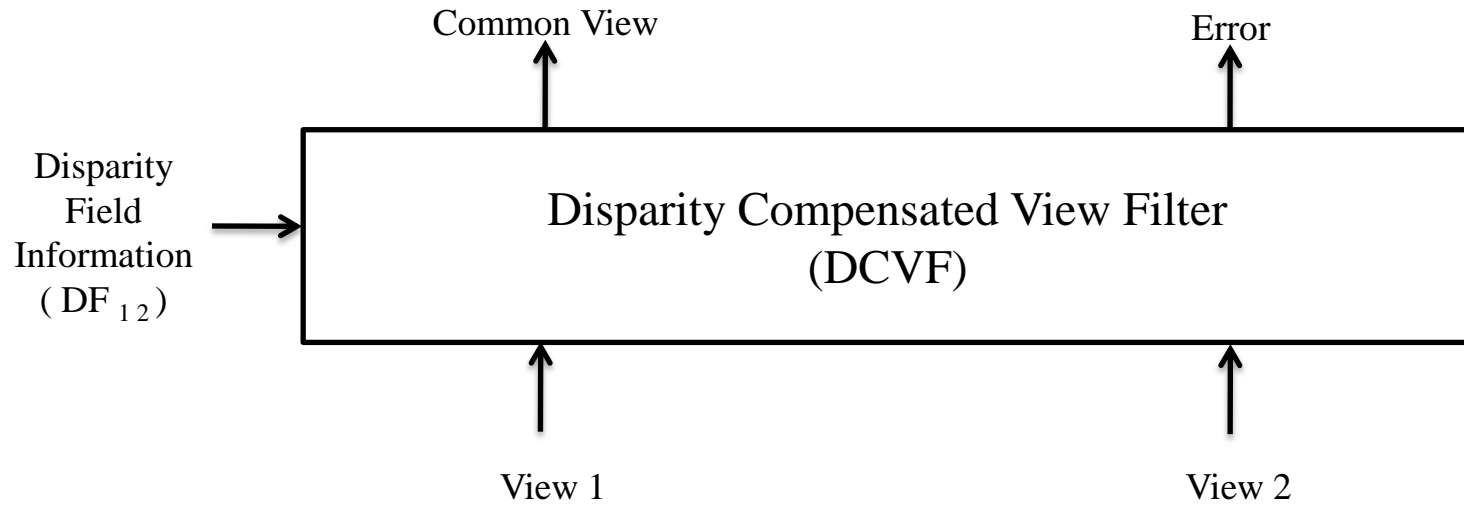 Common View
Error
Disparity
Field
Information
( DF 1 2 )
Disparity Compensated View Filter
(DCVF)
View 1
View 2